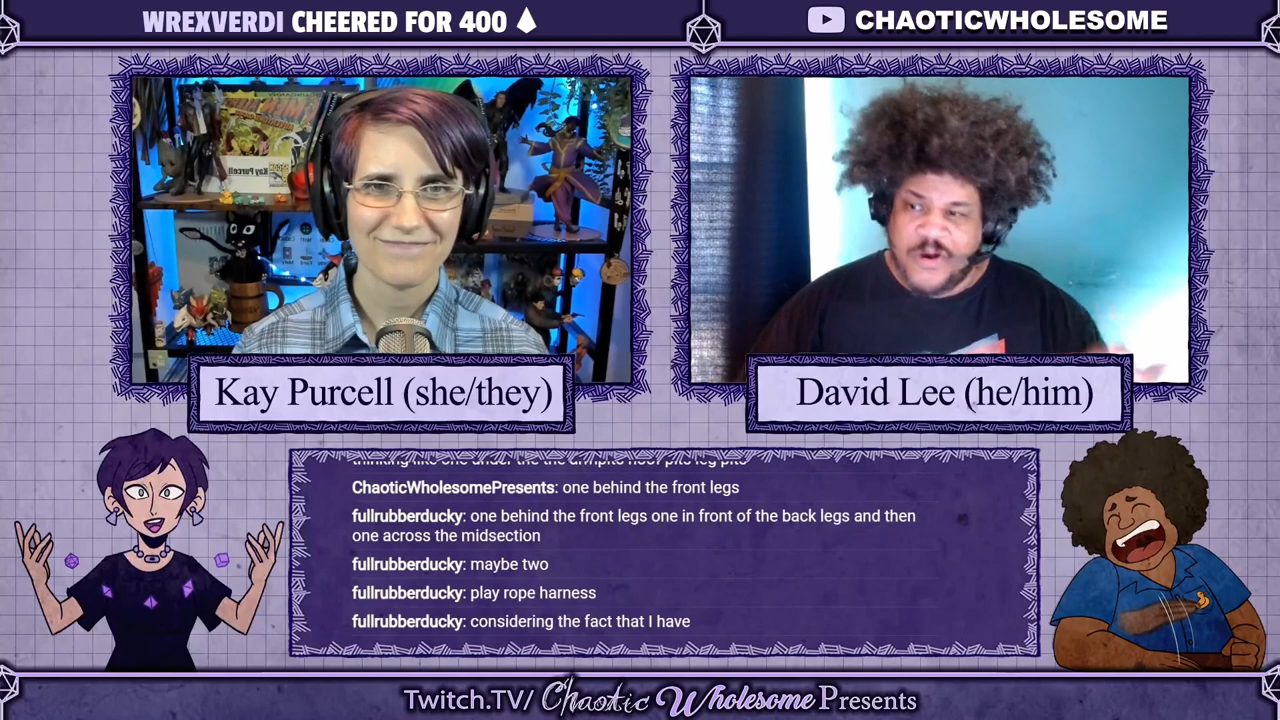 WREXVERDI CHEERED FOR 400
CHAOTICWHOLESOME
Kay Purcell (she/they)
David Lee (he/him)
ChaoticWholesomePresents: one behind the front legs
fullrubberducky: one behind the front legs one in front of the back legs and then
one across the midsection
fullrubberducky: maybe two
fullrubberducky: play rope harness
fullrubberducky: considering the fact that I have
Twitch.TV/ Chaotic Wholesome Presents